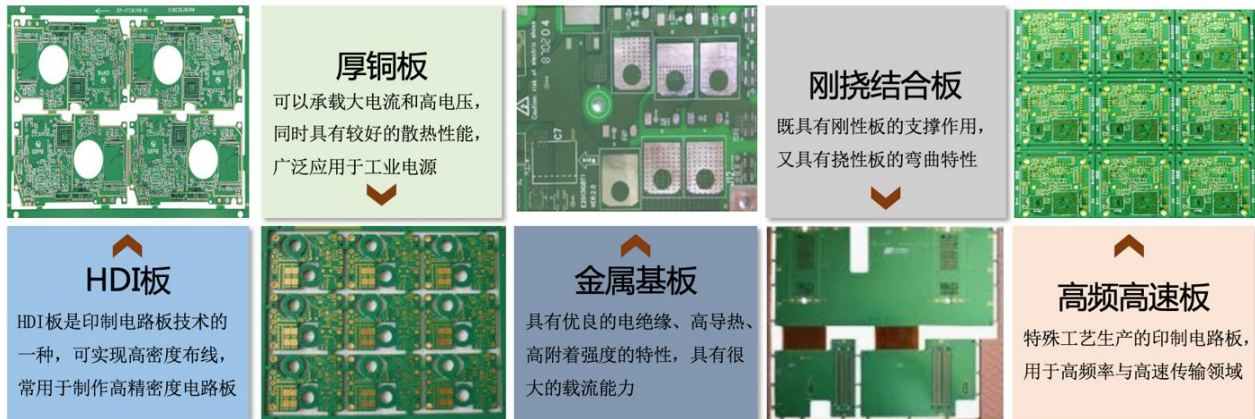 厚铜板
可以承载大电流和高电压，
同时具有较好的散热性能，
广泛应用于工业电源
刚挠结合板
既具有刚性板的支撑作用，
又具有挠性板的弯曲特性
HDI板
HDI板是印制电路板技术的
一种，可实现高密度布线，
常用于制作高精密度电路板
金属基板
具有优良的电绝缘、高导热、
高附着强度的特性，具有很
大的载流能力
高频高速板
特殊工艺生产的印制电路板，
用于高频率与高速传输领域
C7
VER:2.0